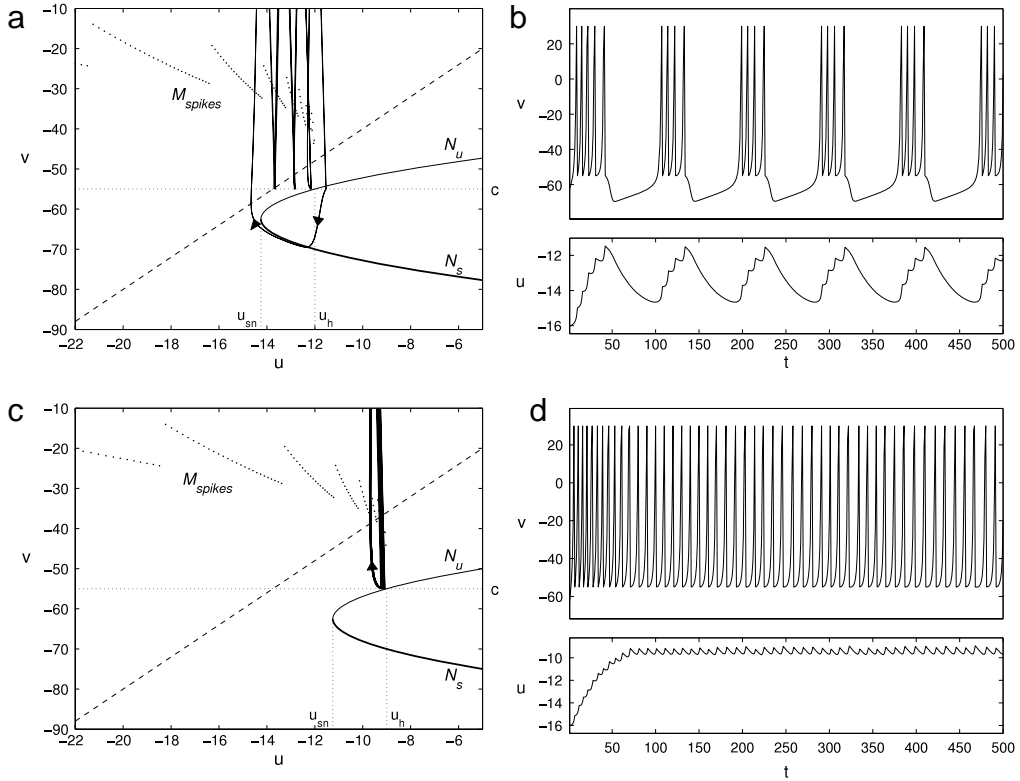 a
−10
−20
−30
−40
−50
−60
−70
−80
−90
v
M_spikes
N_u
c
N_s
u_sn
u_h
−22 −20 −18 −16 −14 −12 −10 −8 −6
u
b
20
0
−20
−40
−60
v
−12
−14
−16
u
50 100 150 200 250 300 350 400 450 500
t
c
−10
−20
−30
−40
−50
−60
−70
−80
−90
v
M_spikes
N_u
c
N_s
u_sn
u_h
−22 −20 −18 −16 −14 −12 −10 −8 −6
u
d
20
0
−20
−40
−60
v
−10
−12
−14
−16
u
50 100 150 200 250 300 350 400 450 500
t